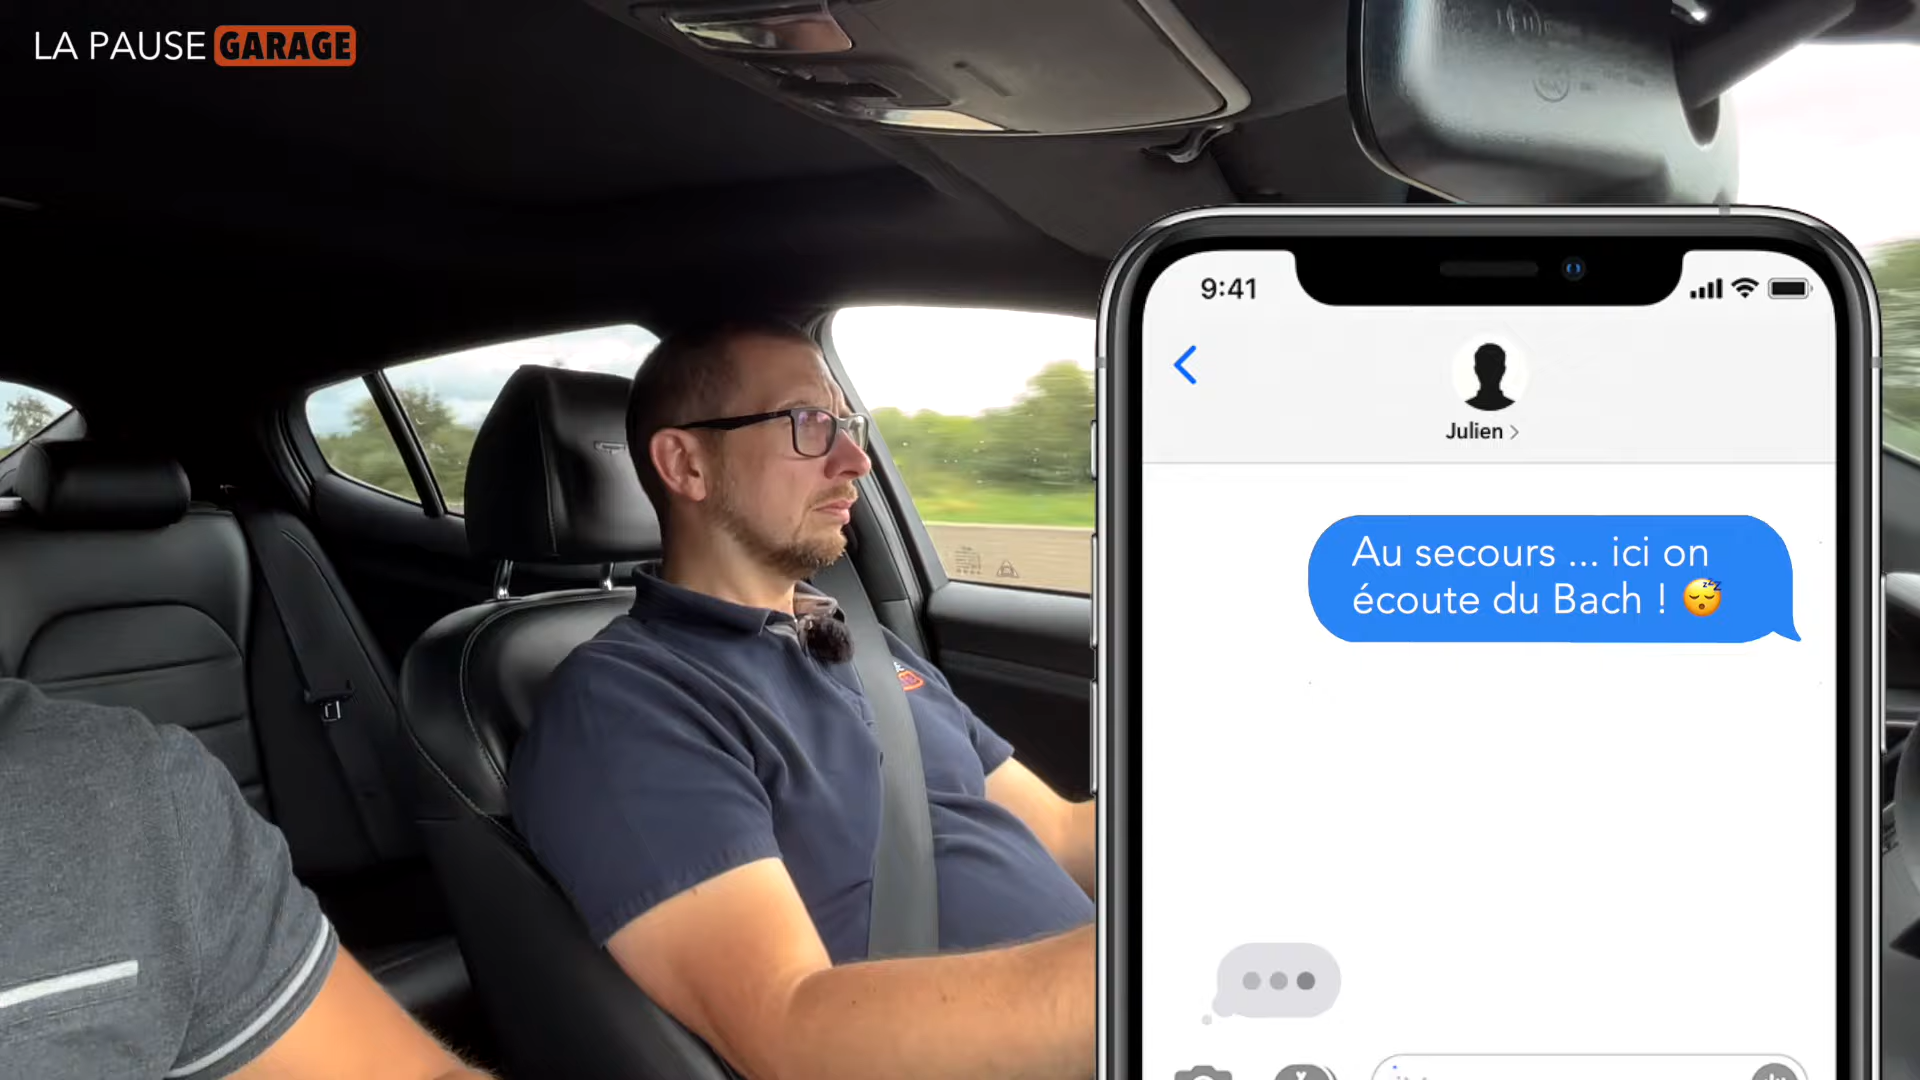 LA PAUSE GARAGE
9:41
Julien
Au secours ... ici on
écoute du Bach ! 😴